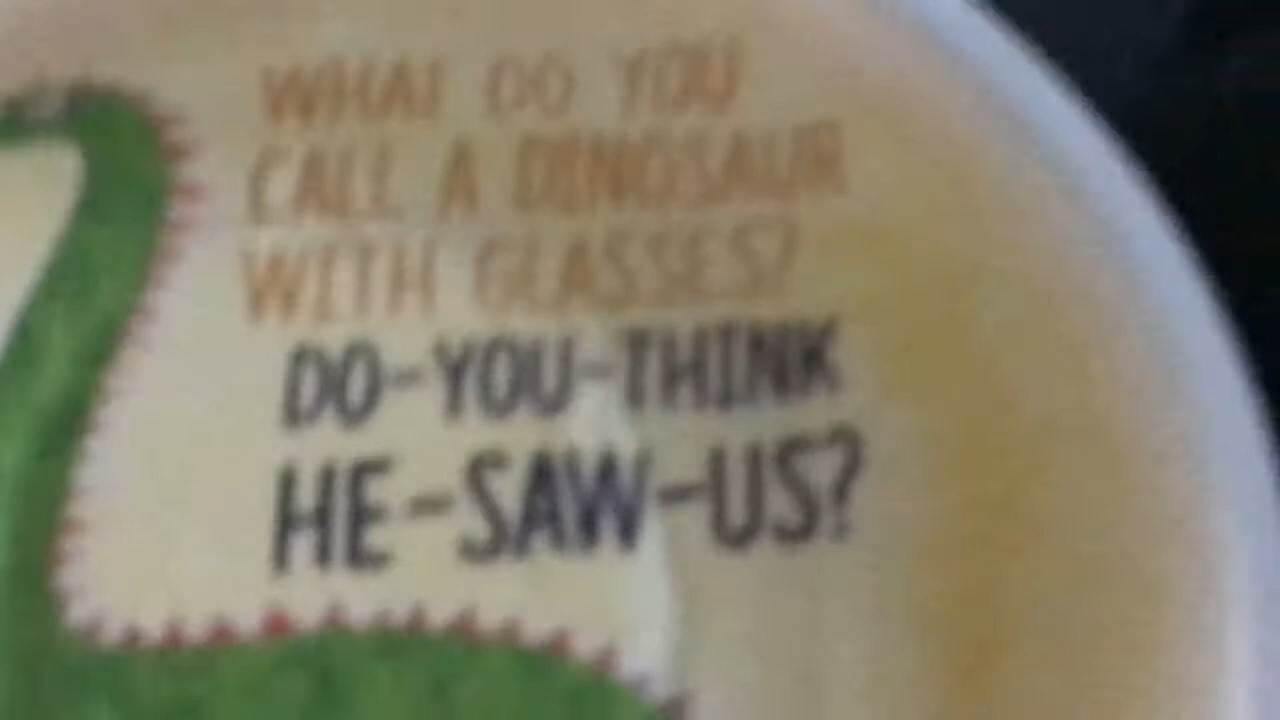 WHAT DO YOU
CALL A DINOSAUR
WITH GLASSES?
DO-YOU-THINK
HE-SAW-US?